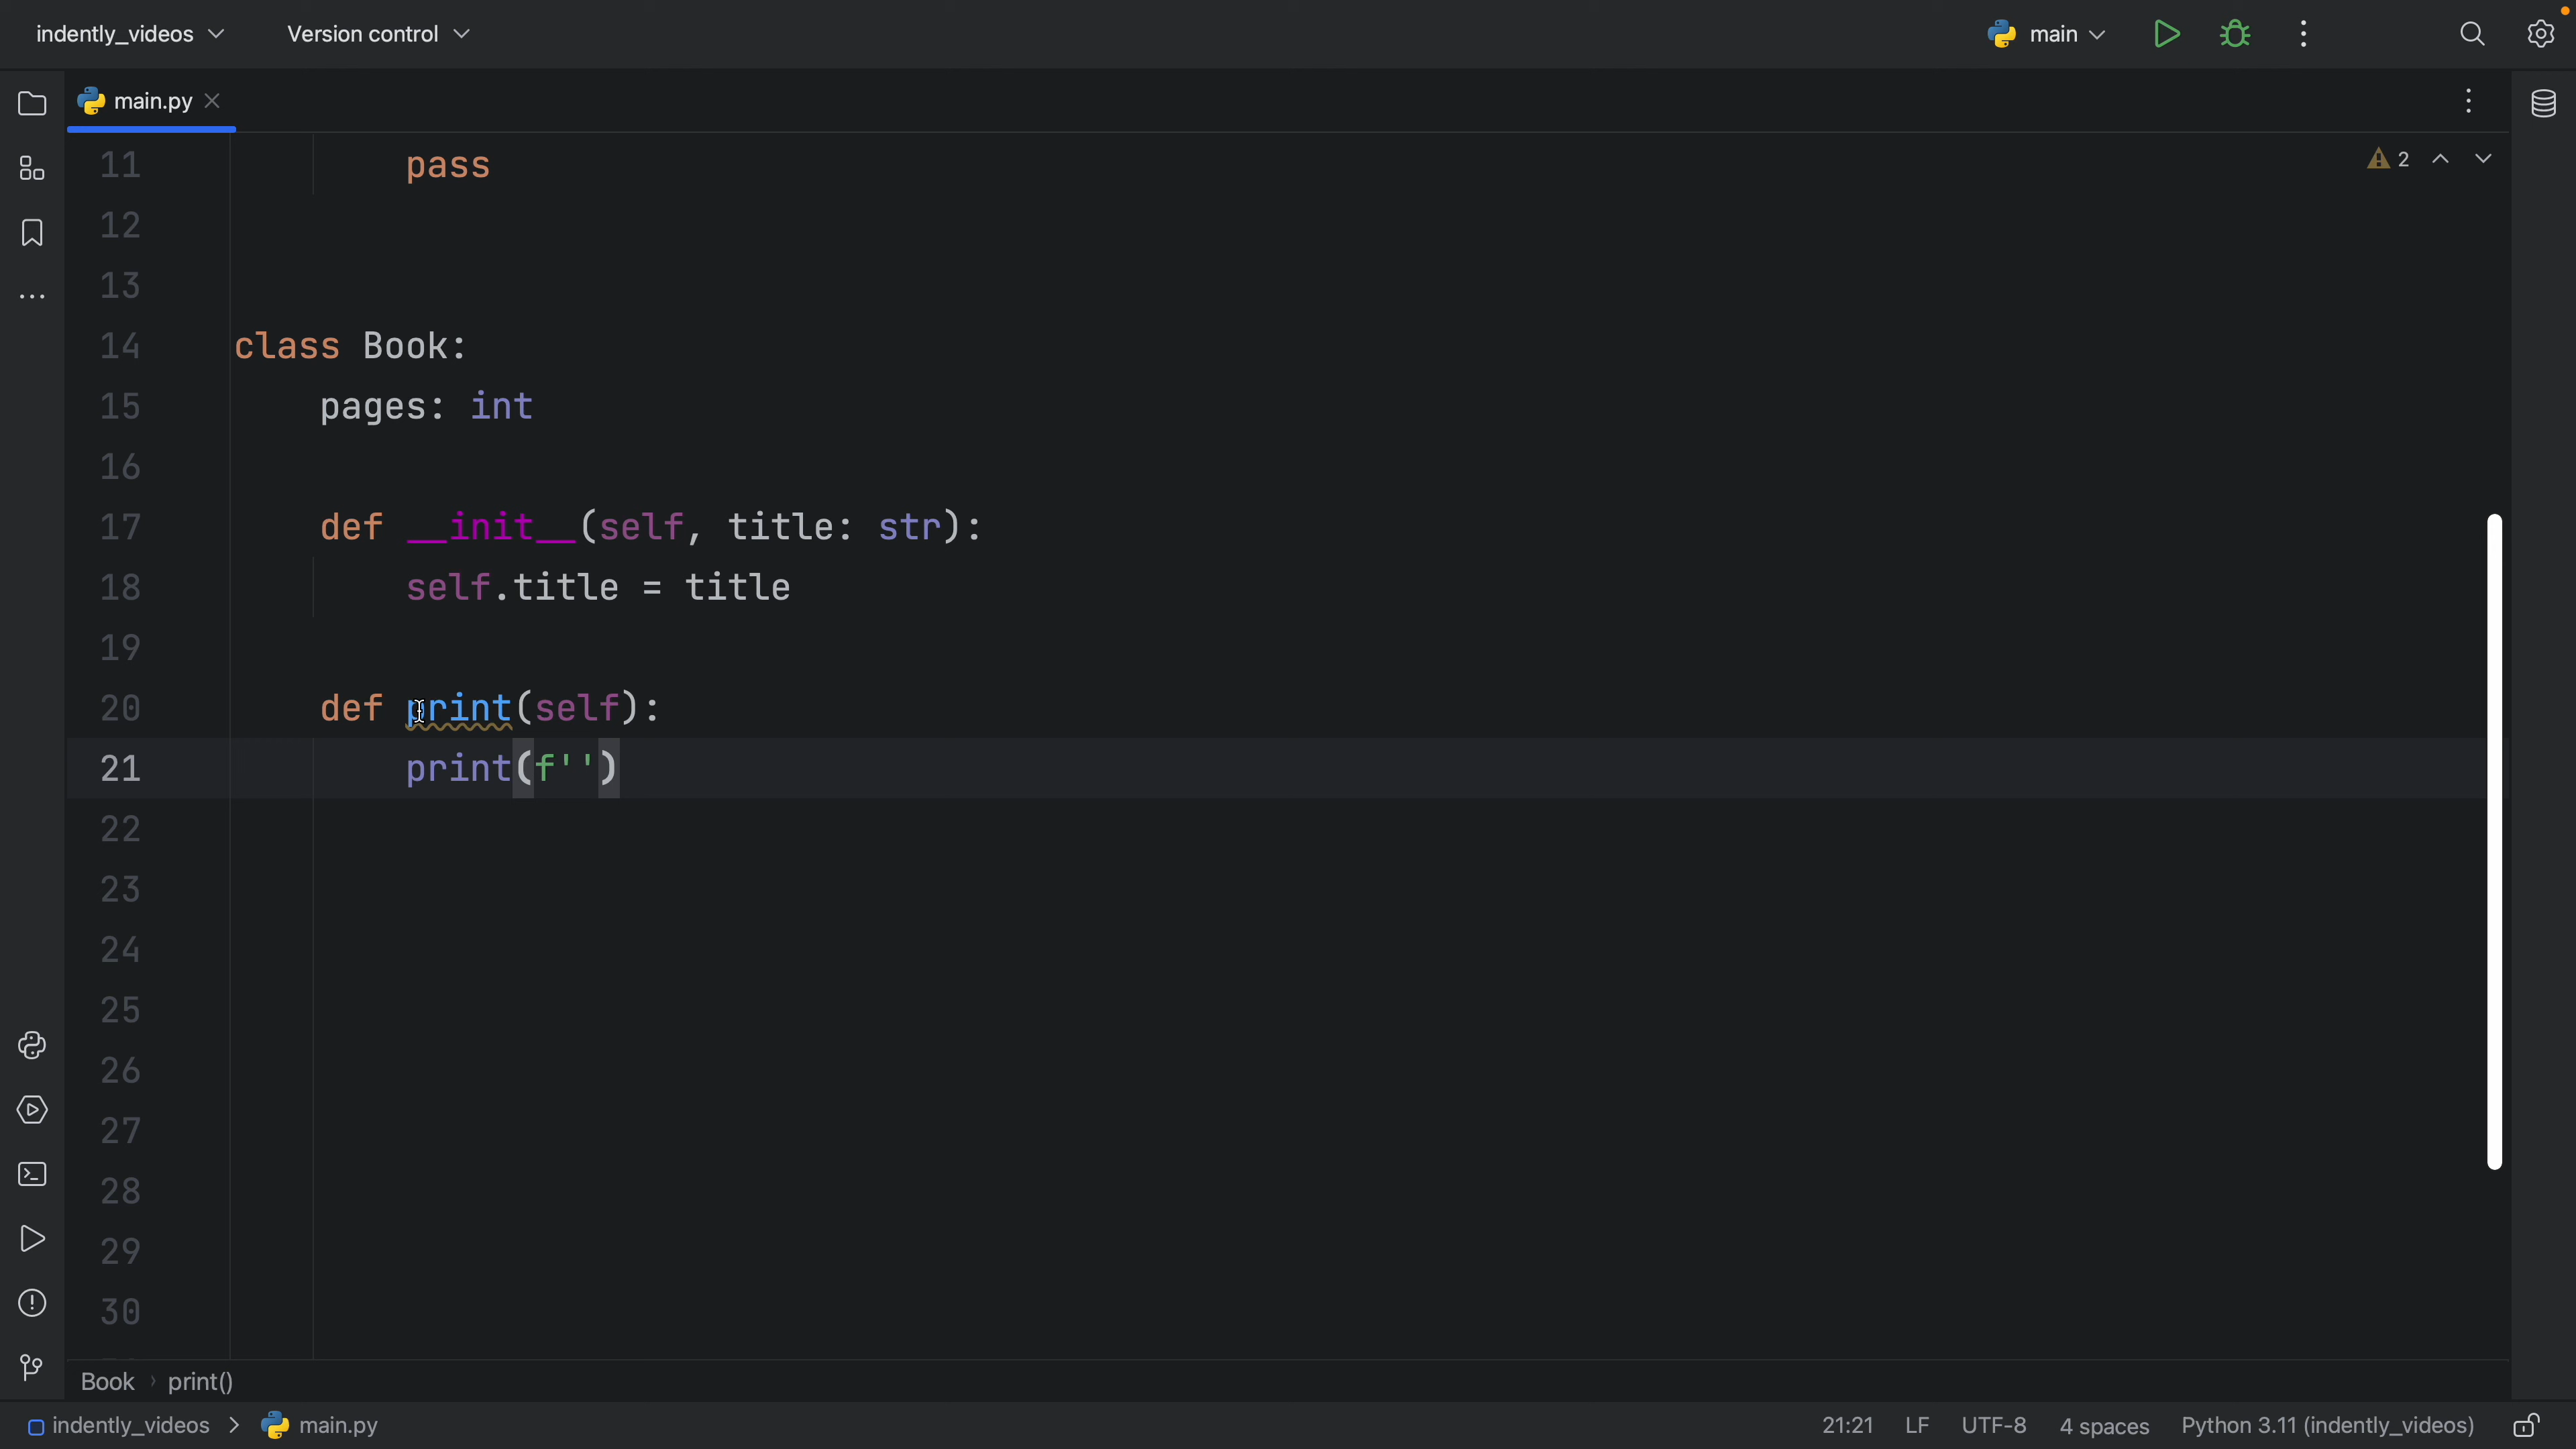 indently_videos Version control main
main.py
2
11 pass
12
13
14 class Book:
15 pages: int
16
17 def __init__(self, title: str):
18 self.title = title
19
20 def print(self):
21 print(f'')
22
23
24
25
26
27
28
29
30
Book › print()
indently_videos > main.py 21:21 LF UTF-8 4 spaces Python 3.11 (indently_videos)